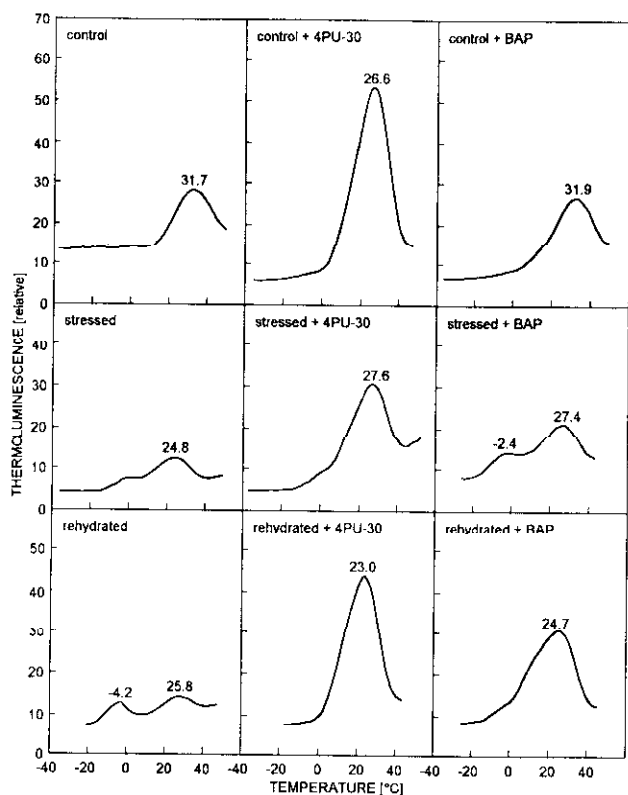 70
60
50
40
30
20
10
0
control
31.7
control + 4PU-30
26.6
control + BAP
31.9
40
30
20
10
0
stressed
24.8
stressed + 4PU-30
27.6
stressed + BAP
-2.4
27.4
50
40
30
20
10
0
rehydrated
-4.2
25.8
rehydrated + 4PU-30
23.0
rehydrated + BAP
24.7
THERMOLUMINESCENCE [relative]
-40 -20 0 20 40 -40 -20 0 20 40 -40 -20 0 20 40
TEMPERATURE [°C]